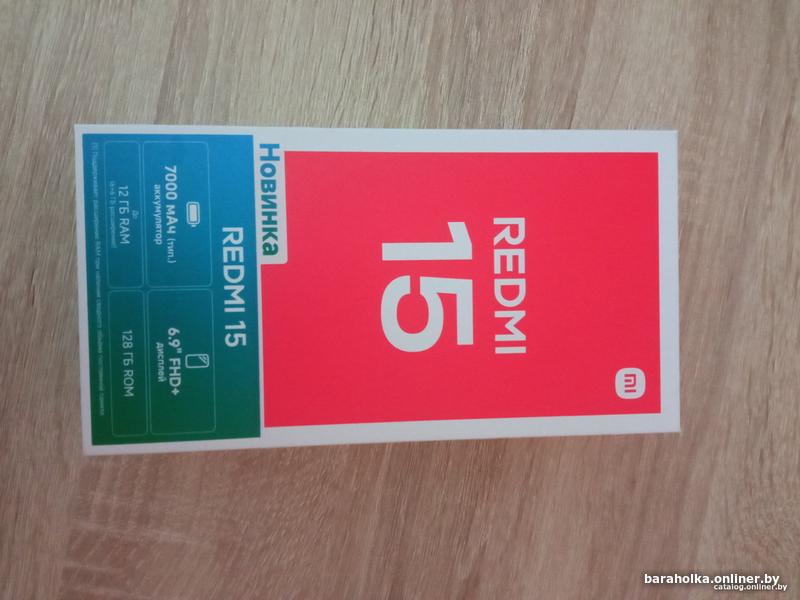 REDMI
15
Новинка
REDMI 15
7000 мАч (тип.)
аккумулятор
6.9" FHD+
дисплей
До
12 ГБ RAM
128 ГБ ROM
baraholka.onliner.by
catalog.onliner.by